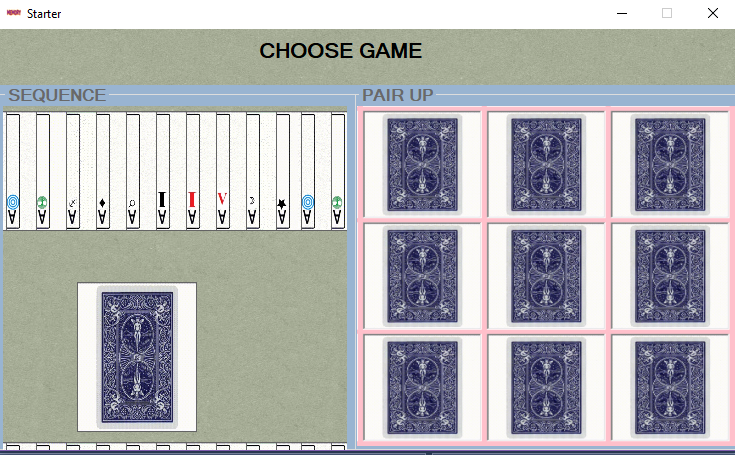 Starter
CHOOSE GAME
SEQUENCE
PAIR UP
I I V
A A A A A A A A A A A A